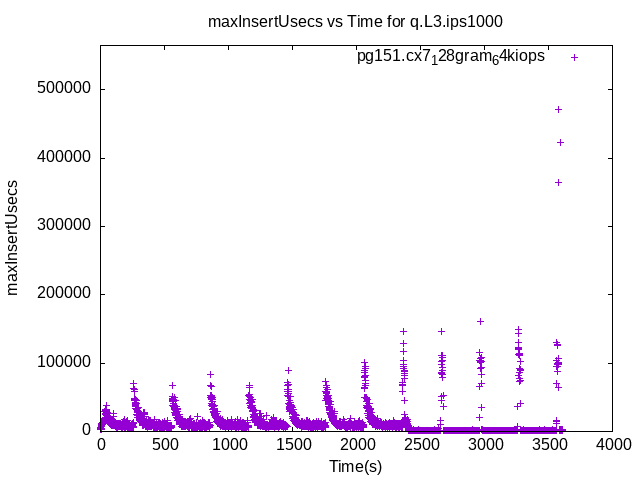 maxInsertUsecs vs Time for q.L3.ips1000
pg151.cx7₁28gram₆4kiops
500000
400000
300000
200000
100000
0
maxInsertUsecs
0 500 1000 1500 2000 2500 3000 3500 4000
Time(s)